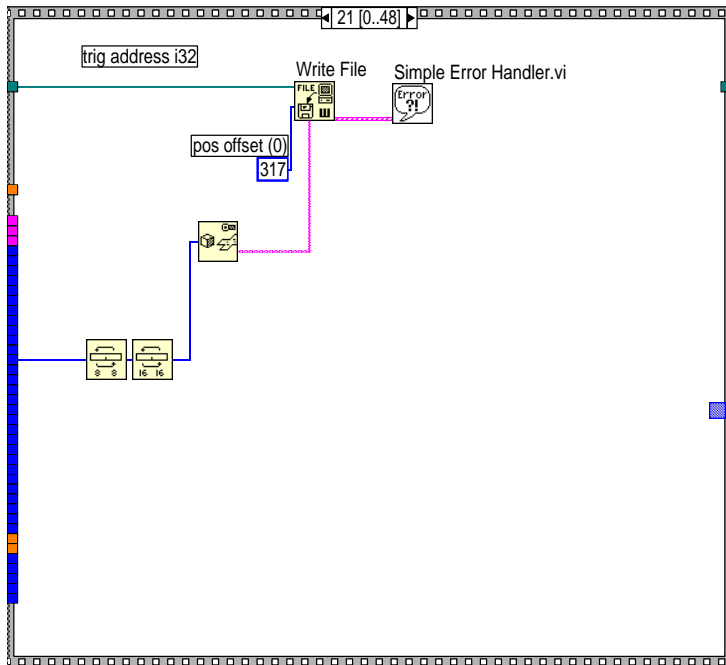 21 [0..48]
trig address i32
Write File
Simple Error Handler.vi
FILE
W
Error
?!
pos offset (0)
317
8 8
16 16